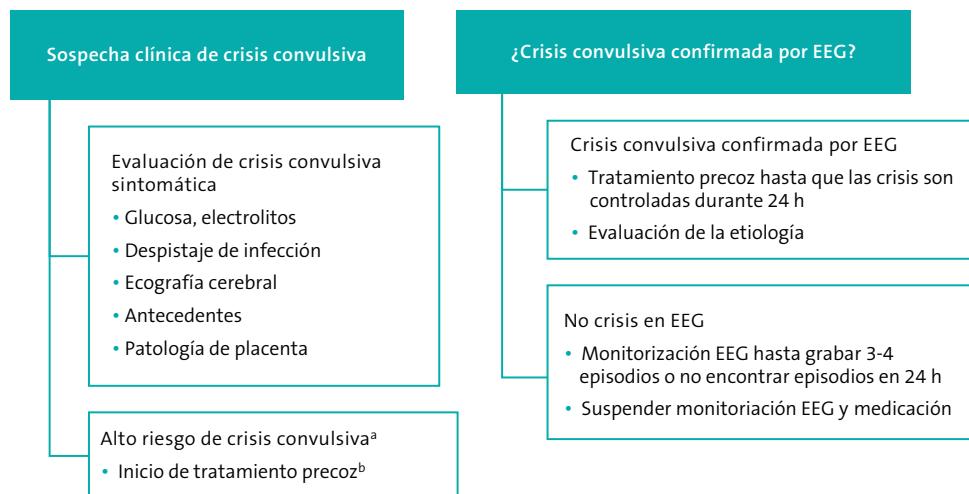 Sospecha clínica de crisis convulsiva
Evaluación de crisis convulsiva
sintomática
• Glucosa, electrolitos
• Despistaje de infección
• Ecografía cerebral
• Antecedentes
• Patología de placenta
Alto riesgo de crisis convulsivaᵃ
• Inicio de tratamiento precozᵇ
¿Crisis convulsiva confirmada por EEG?
Crisis convulsiva confirmada por EEG
• Tratamiento precoz hasta que las crisis son
controladas durante 24 h
• Evaluación de la etiología
No crisis en EEG
• Monitorización EEG hasta grabar 3-4
episodios o no encontrar episodios en 24 h
• Suspender monitoriación EEG y medicación